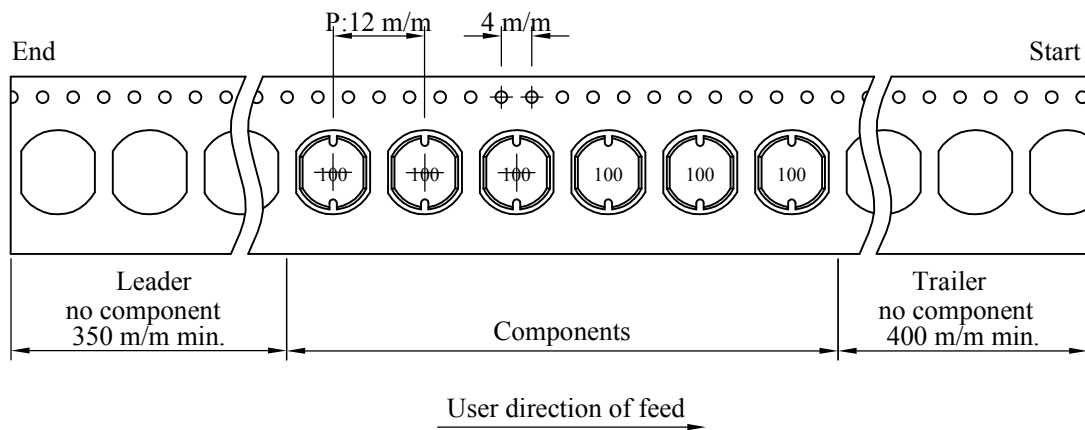 P:12 m/m 4 m/m
End Start
100 100 100 100 100 100
Leader Trailer
no component no component
350 m/m min. Components 400 m/m min.
User direction of feed